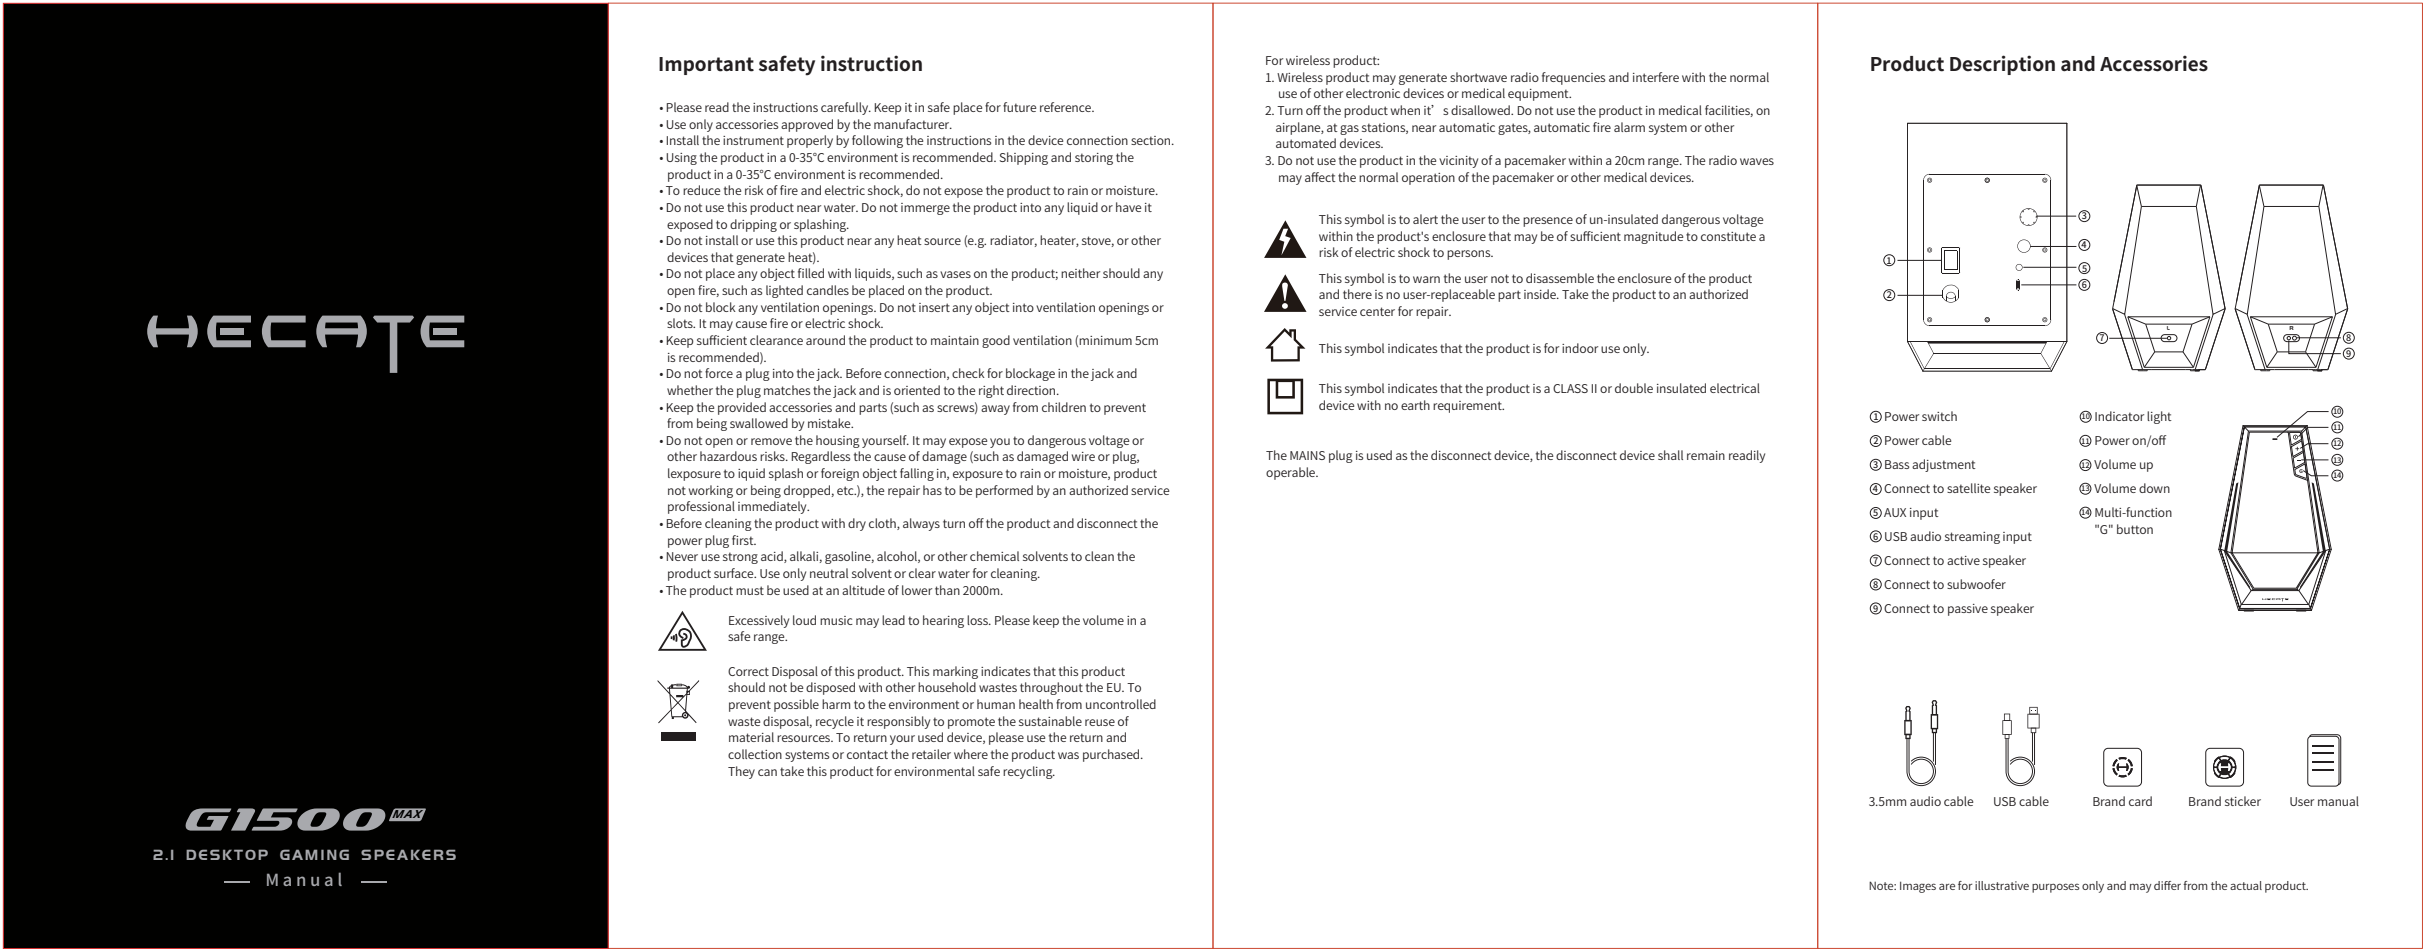 HECATE
G1500 MAX
2.1 DESKTOP GAMING SPEAKERS
Manual
Important safety instruction
• Please read the instructions carefully. Keep it in safe place for future reference.
• Use only accessories approved by the manufacturer.
• Install the instrument properly by following the instructions in the device connection section.
• Using the product in a 0-35°C environment is recommended. Shipping and storing the
product in a 0-35°C environment is recommended.
• To reduce the risk of fire and electric shock, do not expose the product to rain or moisture.
• Do not use this product near water. Do not immerge the product into any liquid or have it
exposed to dripping or splashing.
• Do not install or use this product near any heat source (e.g. radiator, heater, stove, or other
devices that generate heat).
• Do not place any object filled with liquids, such as vases on the product; neither should any
open fire, such as lighted candles be placed on the product.
• Do not block any ventilation openings. Do not insert any object into ventilation openings or
slots. It may cause fire or electric shock.
• Keep sufficient clearance around the product to maintain good ventilation (minimum 5cm
is recommended).
• Do not force a plug into the jack. Before connection, check for blockage in the jack and
whether the plug matches the jack and is oriented to the right direction.
• Keep the provided accessories and parts (such as screws) away from children to prevent
from being swallowed by mistake.
• Do not open or remove the housing yourself. It may expose you to dangerous voltage or
other hazardous risks. Regardless the cause of damage (such as damaged wire or plug,
lexposure to iquid splash or foreign object falling in, exposure to rain or moisture, product
not working or being dropped, etc.), the repair has to be performed by an authorized service
professional immediately.
• Before cleaning the product with dry cloth, always turn off the product and disconnect the
power plug first.
• Never use strong acid, alkali, gasoline, alcohol, or other chemical solvents to clean the
product surface. Use only neutral solvent or clear water for cleaning.
• The product must be used at an altitude of lower than 2000m.
Excessively loud music may lead to hearing loss. Please keep the volume in a
safe range.
Correct Disposal of this product. This marking indicates that this product
should not be disposed with other household wastes throughout the EU. To
prevent possible harm to the environment or human health from uncontrolled
waste disposal, recycle it responsibly to promote the sustainable reuse of
material resources. To return your used device, please use the return and
collection systems or contact the retailer where the product was purchased.
They can take this product for environmental safe recycling.
For wireless product:
1. Wireless product may generate shortwave radio frequencies and interfere with the normal
use of other electronic devices or medical equipment.
2. Turn off the product when it’ s disallowed. Do not use the product in medical facilities, on
airplane, at gas stations, near automatic gates, automatic fire alarm system or other
automated devices.
3. Do not use the product in the vicinity of a pacemaker within a 20cm range. The radio waves
may affect the normal operation of the pacemaker or other medical devices.
This symbol is to alert the user to the presence of un-insulated dangerous voltage
within the product's enclosure that may be of sufficient magnitude to constitute a
risk of electric shock to persons.
This symbol is to warn the user not to disassemble the enclosure of the product
and there is no user-replaceable part inside. Take the product to an authorized
service center for repair.
This symbol indicates that the product is for indoor use only.
This symbol indicates that the product is a CLASS II or double insulated electrical
device with no earth requirement.
The MAINS plug is used as the disconnect device, the disconnect device shall remain readily
operable.
Product Description and Accessories
①
②
③
④
⑤
⑥
L
⑦
R
⑧
⑨
① Power switch
② Power cable
③ Bass adjustment
④ Connect to satellite speaker
⑤ AUX input
⑥ USB audio streaming input
⑦ Connect to active speaker
⑧ Connect to subwoofer
⑨ Connect to passive speaker
⑩ Indicator light
⑪ Power on/off
⑫ Volume up
⑬ Volume down
⑭ Multi-function
"G" button
⑩
⑪
⑫
⑬
⑭
HECATE
3.5mm audio cable
USB cable
Brand card
Brand sticker
User manual
Note: Images are for illustrative purposes only and may differ from the actual product.